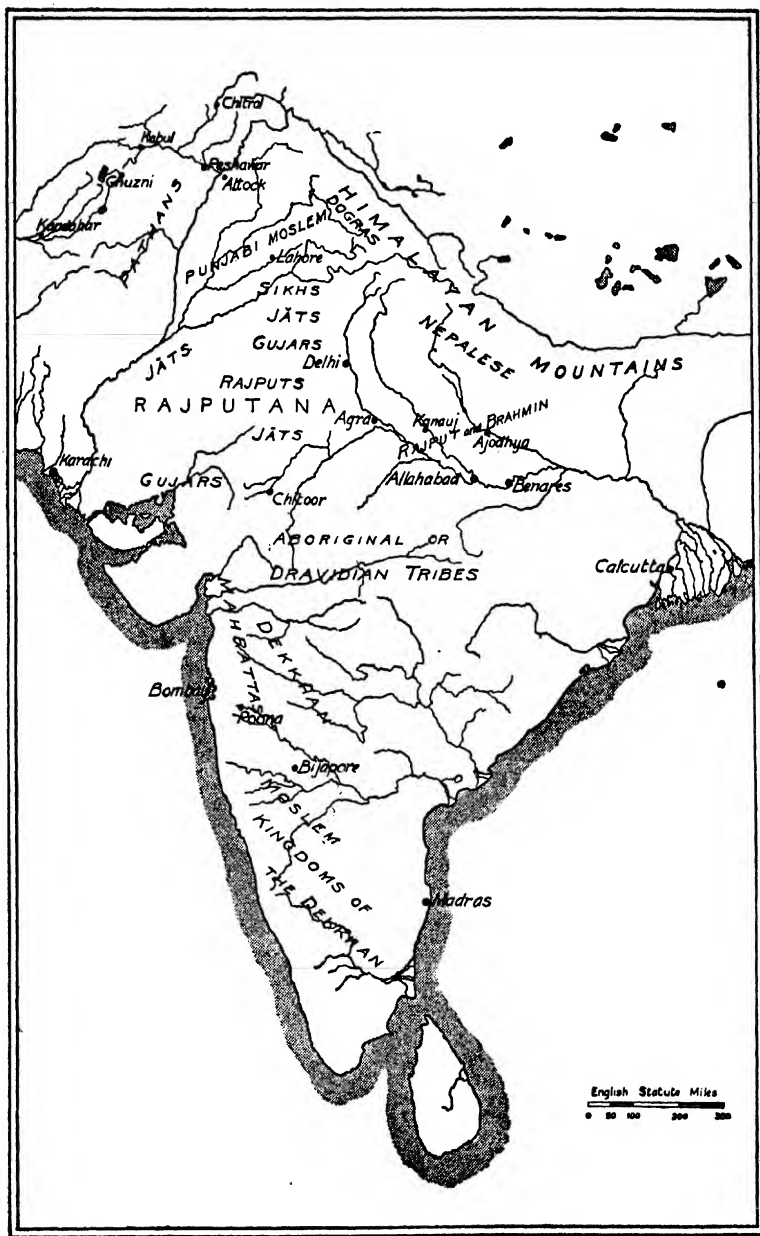 Chitral
Kabul
Peshawar
Attock
Ghuzni
Kandahar
PATHANS
HIMALAYAN
MOUNTAINS
DOGRAS
PUNJABI MOSLEM
Lahore
SIKHS
NEPALESE
JĀTS
JĀTS
GUJARS
Delhi
RAJPUTS
RAJPUTANA
Agra
Kanauj
RAJPUT and BRAHMIN
Ajodhya
JĀTS
Karachi
GUJARS
Chitoor
Allahabad
Benares
ABORIGINAL OR
DRAVIDIAN TRIBES
Calcutta
MAHRATTAS
DEKKHAN
Bombay
Poona
Bijapore
MOSLEM
KINGDOMS OF
THE DEKKHAN
Madras
English Statute Miles
0 50 100 200 300